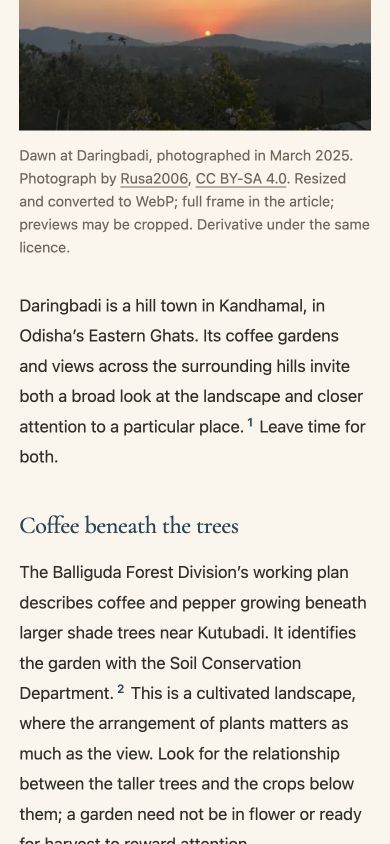 Dawn at Daringbadi, photographed in March 2025.
Photograph by Rusa2006, CC BY-SA 4.0. Resized
and converted to WebP; full frame in the article;
previews may be cropped. Derivative under the same
licence.
Daringbadi is a hill town in Kandhamal, in
Odisha’s Eastern Ghats. Its coffee gardens
and views across the surrounding hills invite
both a broad look at the landscape and closer
attention to a particular place. 1 Leave time for
both.
Coffee beneath the trees
The Balliguda Forest Division’s working plan
describes coffee and pepper growing beneath
larger shade trees near Kutubadi. It identifies
the garden with the Soil Conservation
Department. 2 This is a cultivated landscape,
where the arrangement of plants matters as
much as the view. Look for the relationship
between the taller trees and the crops below
them; a garden need not be in flower or ready
for harvest to reward attention.